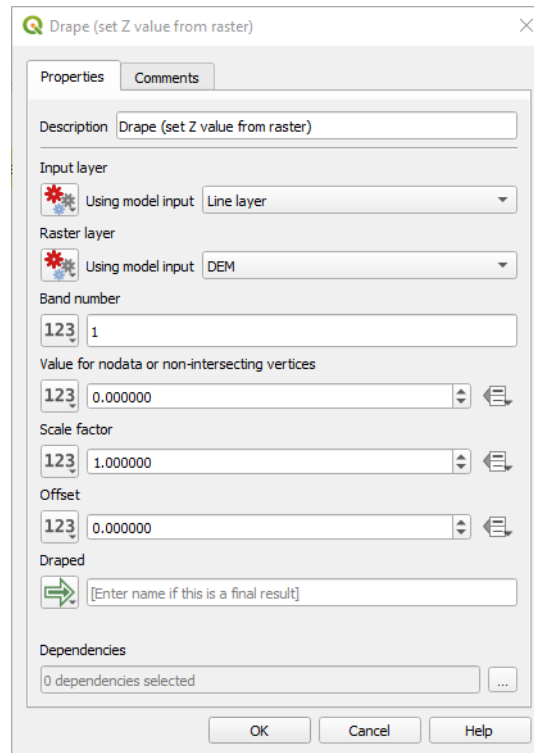 Drape (set Z value from raster)
Properties Comments
Description Drape (set Z value from raster)
Input layer
Using model input Line layer
Raster layer
Using model input DEM
Band number
123 1
Value for nodata or non-intersecting vertices
123 0.000000
Scale factor
123 1.000000
Offset
123 0.000000
Draped
[Enter name if this is a final result]
Dependencies
0 dependencies selected ...
OK Cancel Help